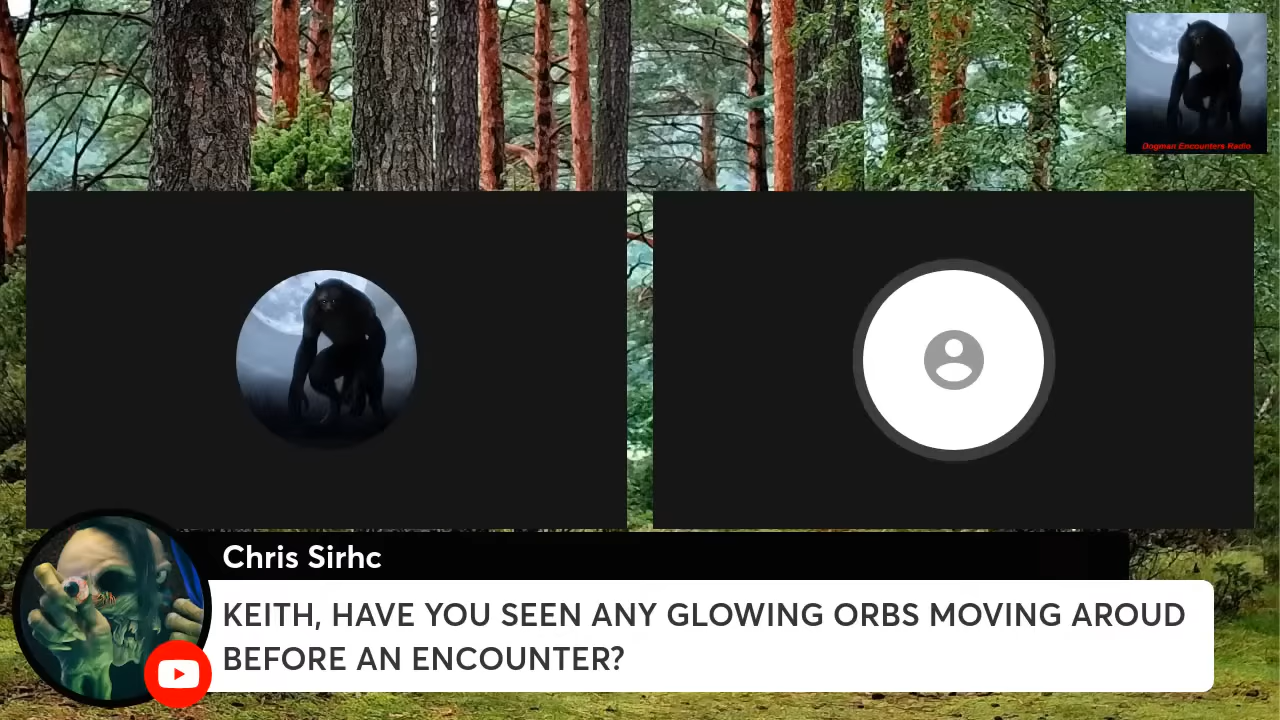 Dogman Encounters Radio
Chris Sirhc
KEITH, HAVE YOU SEEN ANY GLOWING ORBS MOVING AROUD
BEFORE AN ENCOUNTER?